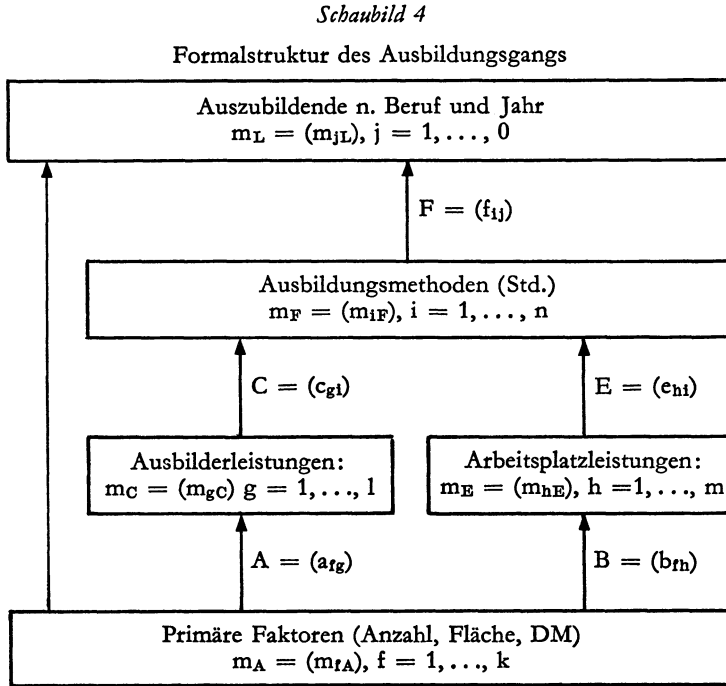 Schaubild 4
Formalstruktur des Ausbildungsgangs
Auszubildende n. Beruf und Jahr
m_L = (m_jL), j = 1, . . ., 0
F = (f_ij)
Ausbildungsmethoden (Std.)
m_F = (m_iF), i = 1, . . ., n
C = (c_gi)
E = (e_hi)
Ausbilderleistungen:
m_C = (m_gC) g = 1, . . ., l
Arbeitsplatzleistungen:
m_E = (m_hE), h =1, . . ., m
A = (a_fg)
B = (b_fh)
Primäre Faktoren (Anzahl, Fläche, DM)
m_A = (m_fA), f = 1, . . ., k